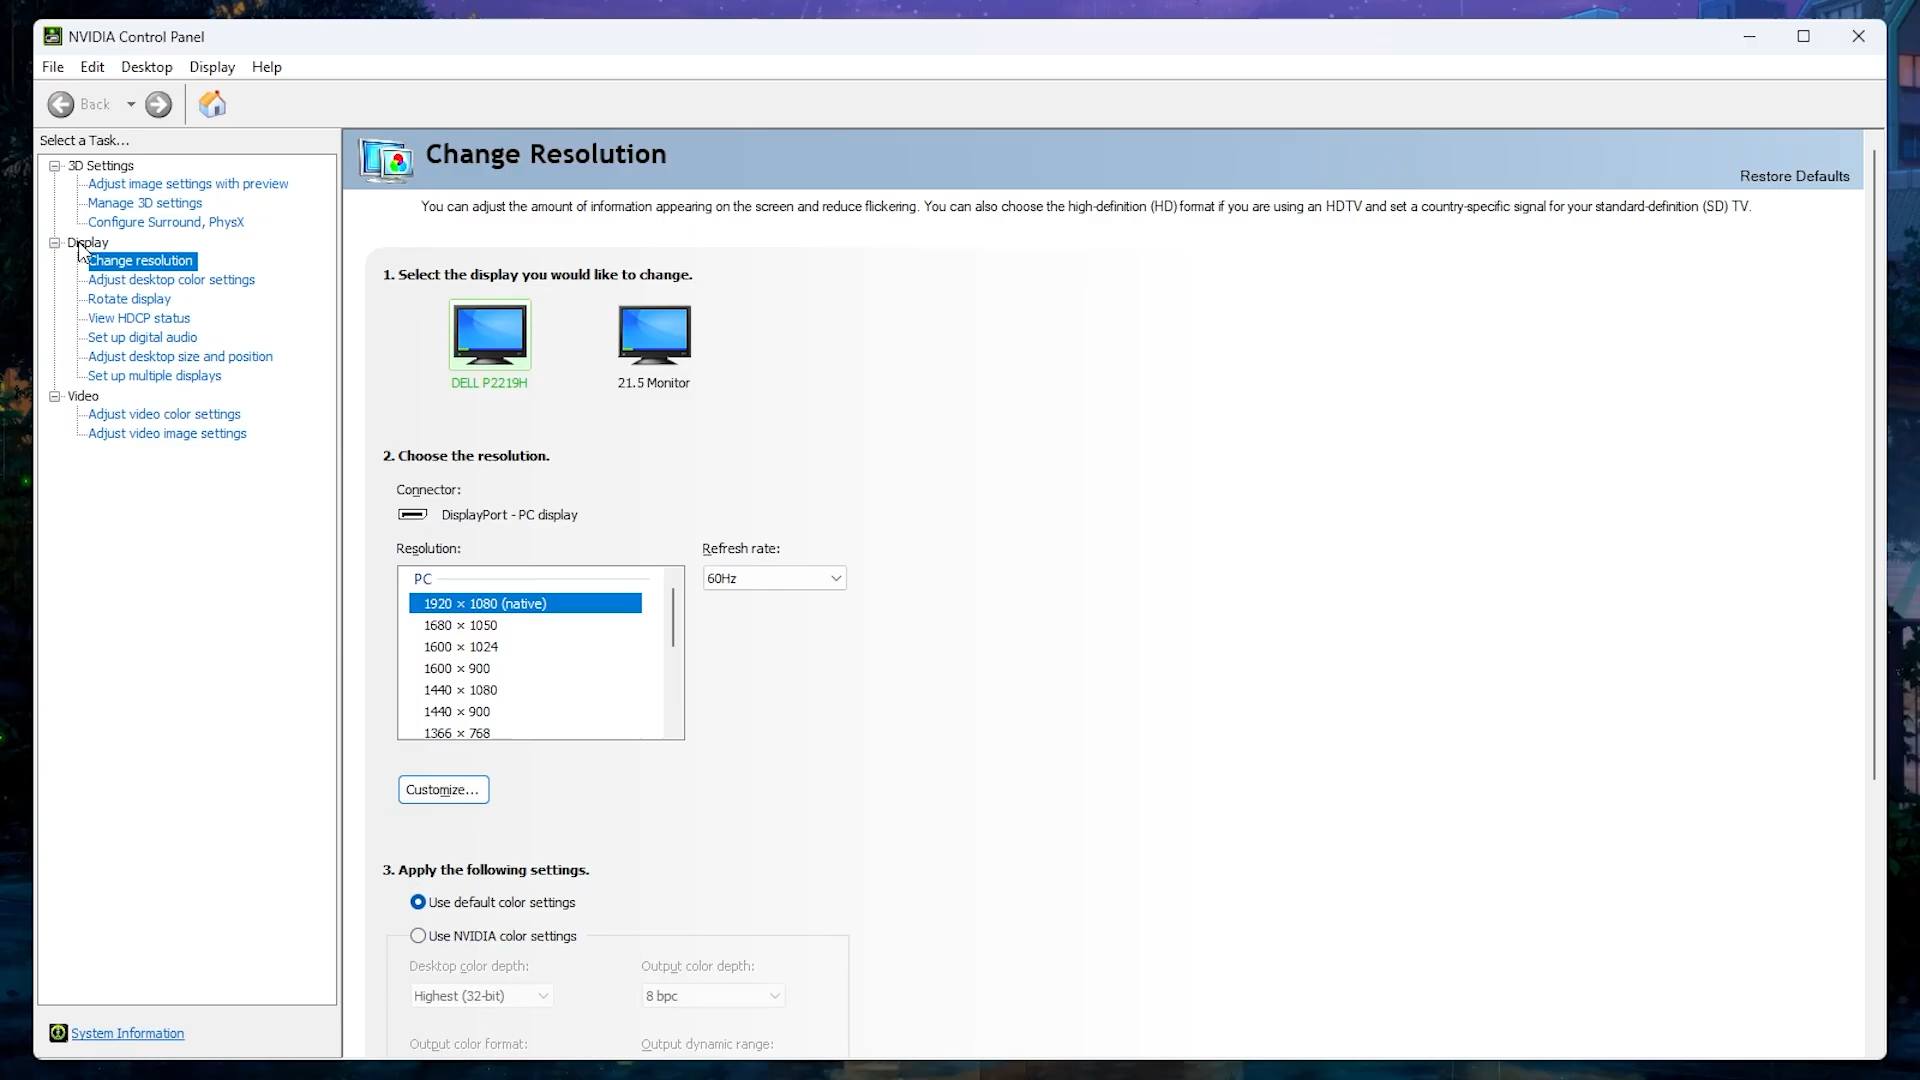 NVIDIA Control Panel
File Edit Desktop Display Help
Back
Select a Task...
3D Settings
Adjust image settings with preview
Manage 3D settings
Configure Surround, PhysX
Display
Change resolution
Adjust desktop color settings
Rotate display
View HDCP status
Set up digital audio
Adjust desktop size and position
Set up multiple displays
Video
Adjust video color settings
Adjust video image settings
System Information
Change Resolution
Restore Defaults
You can adjust the amount of information appearing on the screen and reduce flickering. You can also choose the high-definition (HD) format if you are using an HDTV and set a country-specific signal for your standard-definition (SD) TV.
1. Select the display you would like to change.
DELL P2219H
21.5 Monitor
2. Choose the resolution.
Connector:
DisplayPort - PC display
Resolution:
Refresh rate:
PC
60Hz
1920 × 1080 (native)
1680 × 1050
1600 × 1024
1600 × 900
1440 × 1080
1440 × 900
1366 × 768
Customize...
3. Apply the following settings.
Use default color settings
Use NVIDIA color settings
Desktop color depth:
Output color depth:
Highest (32-bit)
8 bpc
Output color format:
Output dynamic range: